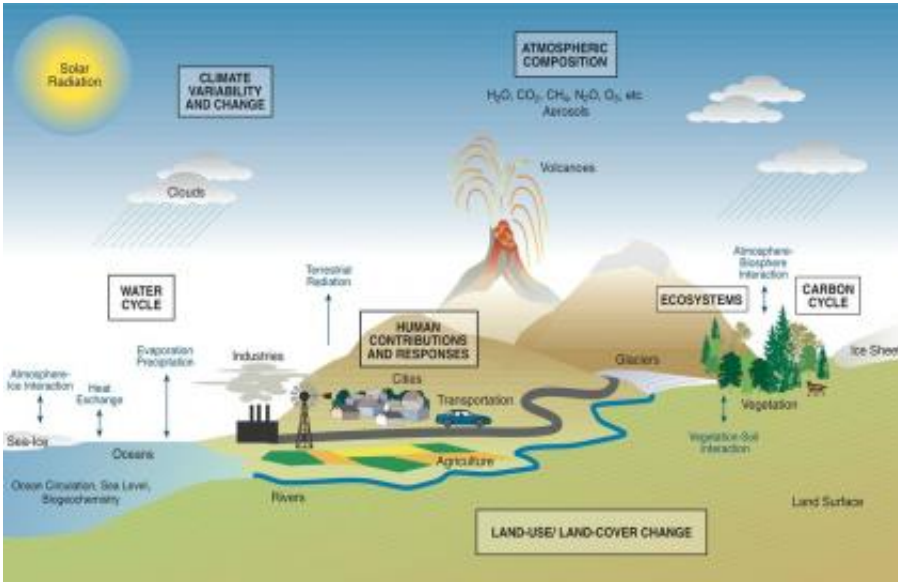 Solar
Radiation
CLIMATE
VARIABILITY
AND CHANGE
ATMOSPHERIC
COMPOSITION
H₂O, CO₂, CH₄, N₂O, O₃, etc
Aerosols
Volcanoes
Clouds
Atmosphere-
Biosphere
Interaction
Terrestrial
Radiation
WATER
CYCLE
ECOSYSTEMS
CARBON
CYCLE
HUMAN
CONTRIBUTIONS
AND RESPONSES
Evaporation
Precipitation
Industries
Glaciers
Ice Sheet
Atmosphere-
Ice Interaction
Heat
Exchange
Cities
Transportation
Vegetation
Sea-Ice
Oceans
Vegetation-Soil
Interaction
Agriculture
Ocean Circulation, Sea Level,
Biogeochemistry
Rivers
Land Surface
LAND-USE/ LAND-COVER CHANGE